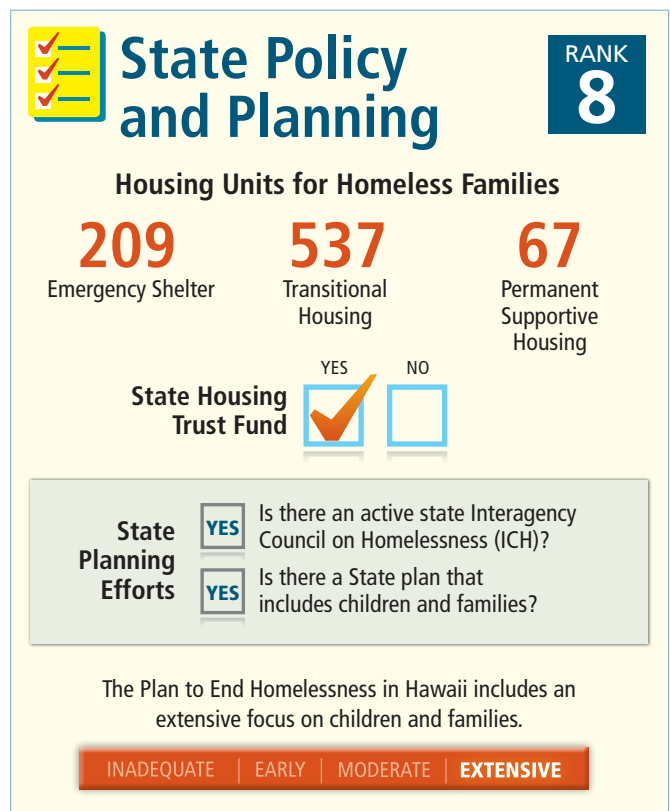 State Policy
and Planning
RANK
8
Housing Units for Homeless Families
209
Emergency Shelter
537
Transitional
Housing
67
Permanent
Supportive
Housing
YES
NO
State Housing
Trust Fund
State
Planning
Efforts
YES
Is there an active state Interagency
Council on Homelessness (ICH)?
YES
Is there a State plan that
includes children and families?
The Plan to End Homelessness in Hawaii includes an
extensive focus on children and families.
INADEQUATE | EARLY | MODERATE | EXTENSIVE